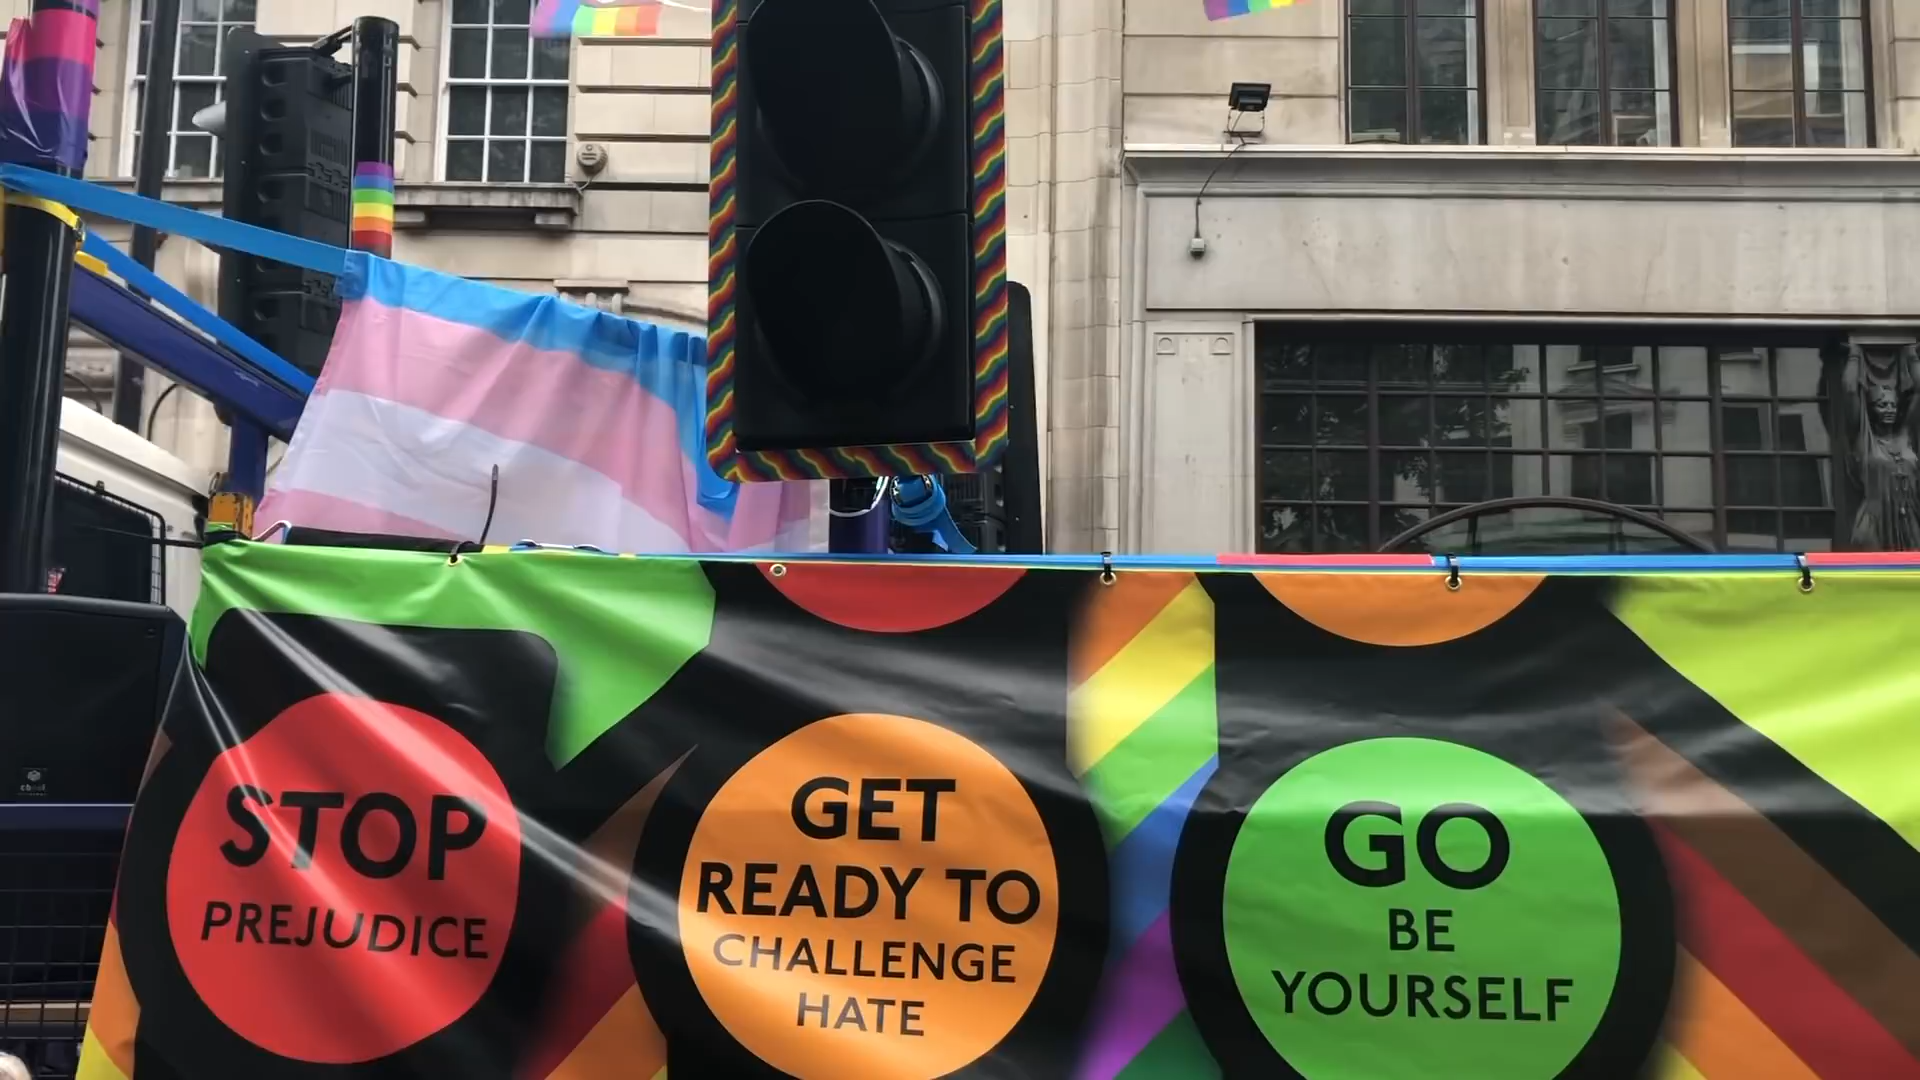 STOP
PREJUDICE
GET
READY TO
CHALLENGE
HATE
GO
BE
YOURSELF